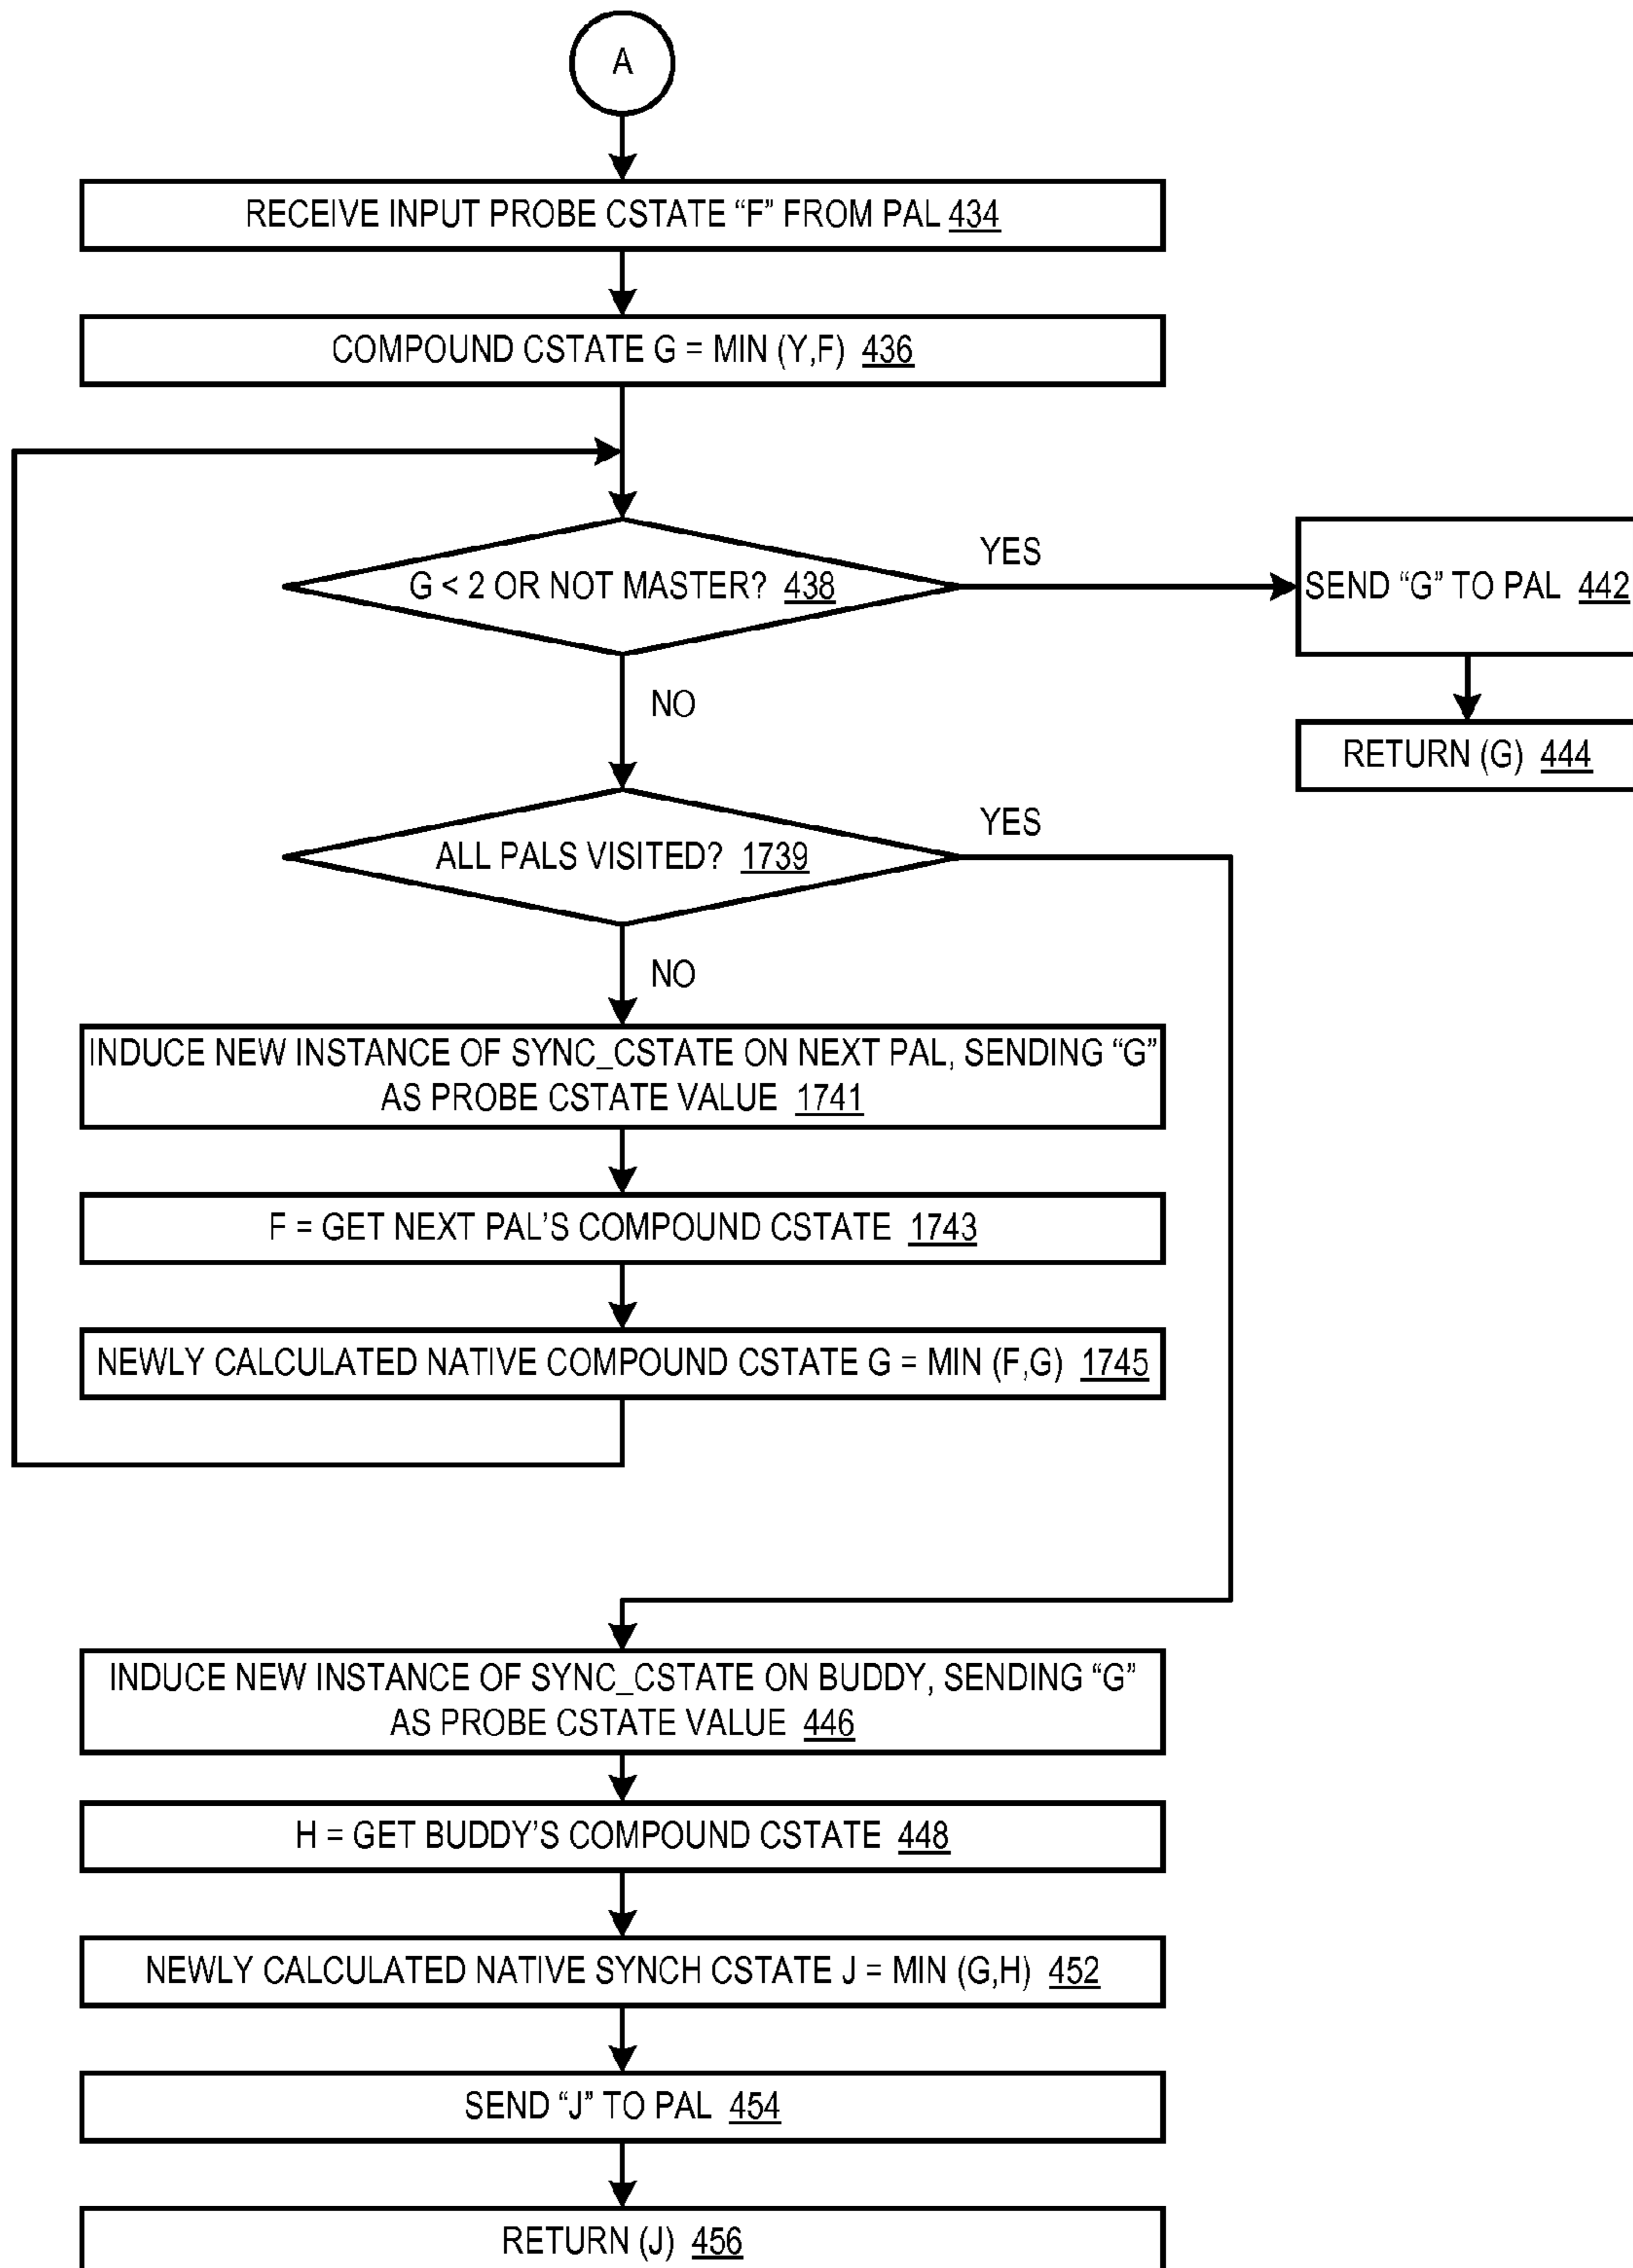 A
RECEIVE INPUT PROBE CSTATE “F” FROM PAL 434
COMPOUND CSTATE G = MIN (Y,F) 436
YES
G < 2 OR NOT MASTER? 438
SEND “G” TO PAL 442
NO
RETURN (G) 444
YES
ALL PALS VISITED? 1739
NO
INDUCE NEW INSTANCE OF SYNC_CSTATE ON NEXT PAL, SENDING “G”
AS PROBE CSTATE VALUE 1741
F = GET NEXT PAL’S COMPOUND CSTATE 1743
NEWLY CALCULATED NATIVE COMPOUND CSTATE G = MIN (F,G) 1745
INDUCE NEW INSTANCE OF SYNC_CSTATE ON BUDDY, SENDING “G”
AS PROBE CSTATE VALUE 446
H = GET BUDDY’S COMPOUND CSTATE 448
NEWLY CALCULATED NATIVE SYNCH CSTATE J = MIN (G,H) 452
SEND “J” TO PAL 454
RETURN (J) 456